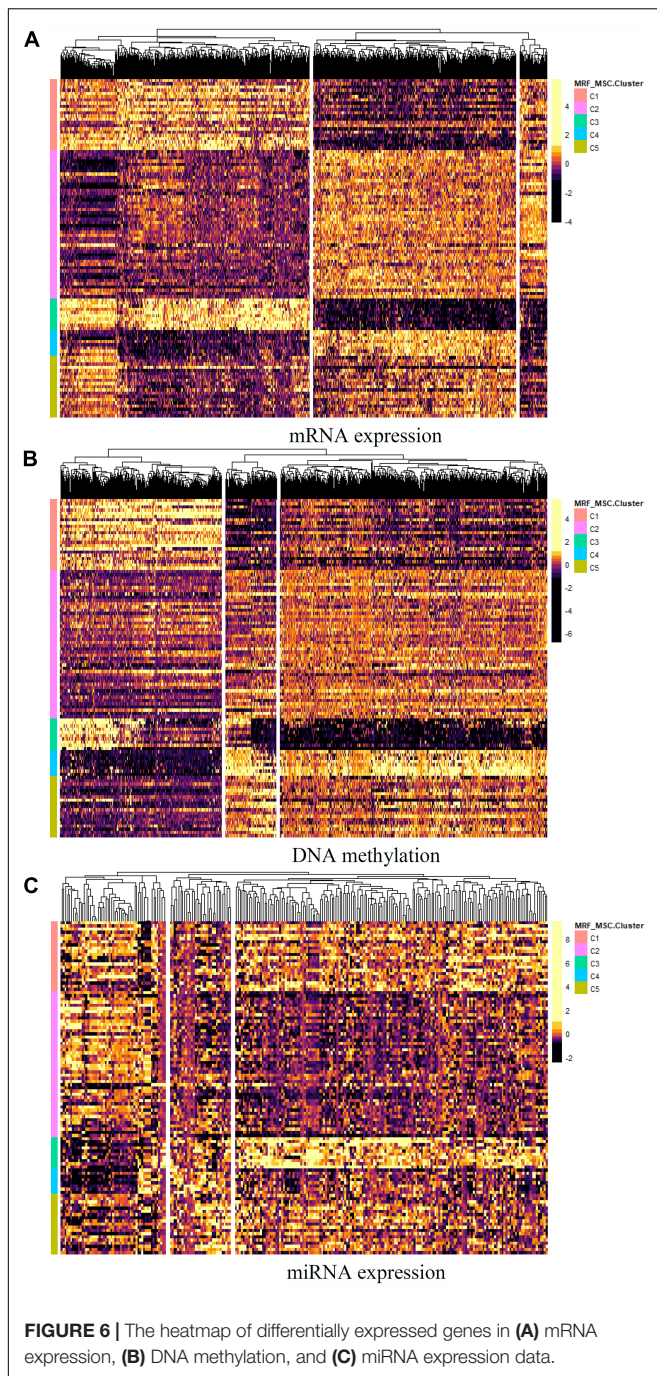 A
MRF_MSC.Cluster
C1
C2
C3
C4
C5
4
2
0
-2
-4
mRNA expression
B
MRF_MSC.Cluster
C1
C2
C3
C4
C5
4
2
0
-2
-4
-6
DNA methylation
C
MRF_MSC.Cluster
C1
C2
C3
C4
C5
8
6
4
2
0
-2
miRNA expression
FIGURE 6 | The heatmap of differentially expressed genes in (A) mRNA
expression, (B) DNA methylation, and (C) miRNA expression data.